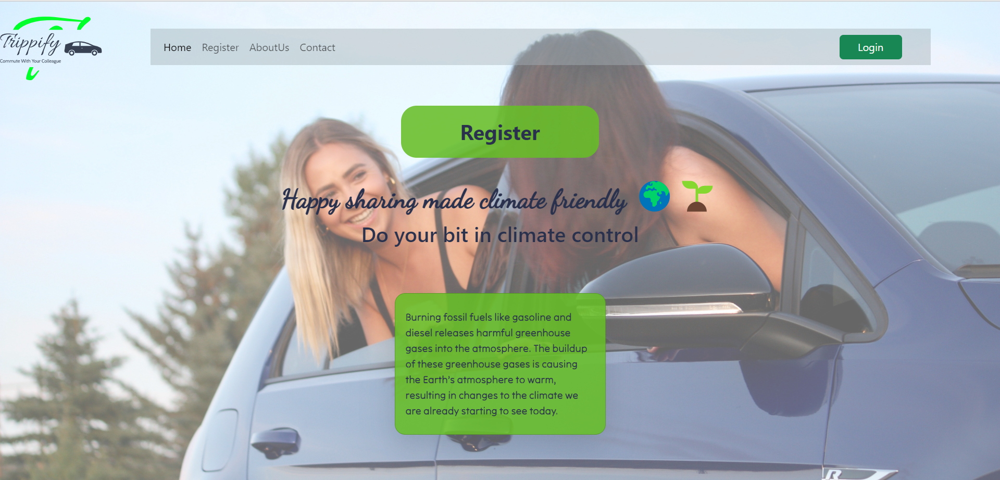 Trippify
Commute With Your Colleague
Home Register AboutUs Contact
Login
Register
Happy sharing made climate friendly 🌍 🌱
Do your bit in climate control
Burning fossil fuels like gasoline and
diesel releases harmful greenhouse
gases into the atmosphere. The buildup
of these greenhouse gases is causing
the Earth's atmosphere to warm,
resulting in changes to the climate we
are already starting to see today.
R